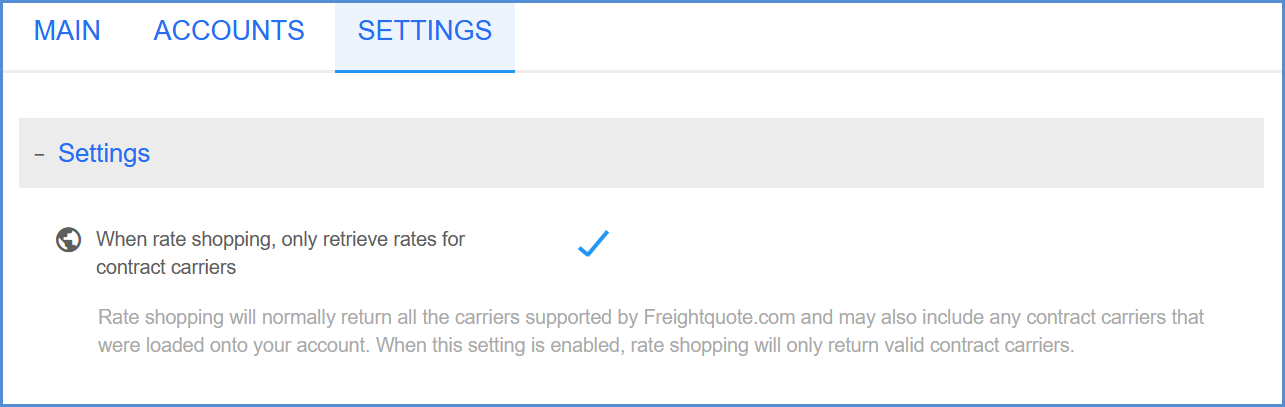 MAIN ACCOUNTS SETTINGS
− Settings
When rate shopping, only retrieve rates for
contract carriers
Rate shopping will normally return all the carriers supported by Freightquote.com and may also include any contract carriers that
were loaded onto your account. When this setting is enabled, rate shopping will only return valid contract carriers.